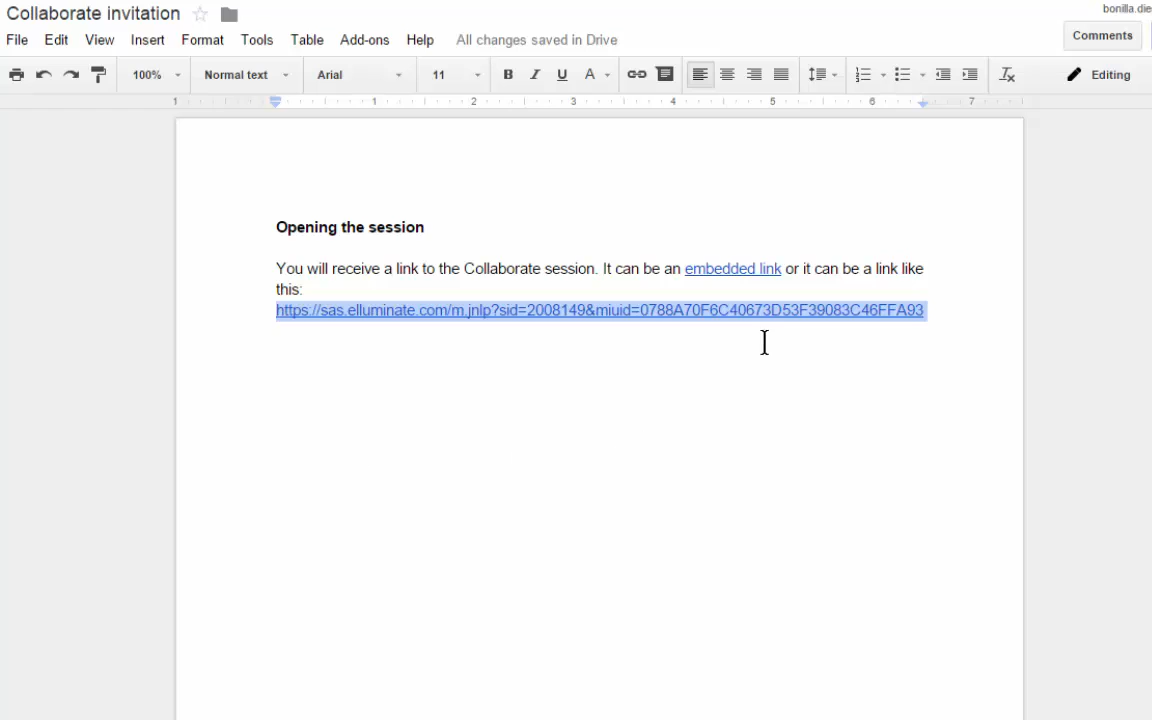 Collaborate invitation
bonilla.die
File Edit View Insert Format Tools Table Add-ons Help All changes saved in Drive
Comments
100% Normal text Arial 11 B I U A Editing
1 1 2 3 4 5 6 7
Opening the session
You will receive a link to the Collaborate session. It can be an embedded link or it can be a link like
this:
https://sas.elluminate.com/m.jnlp?sid=2008149&miuid=0788A70F6C40673D53F39083C46FFA93